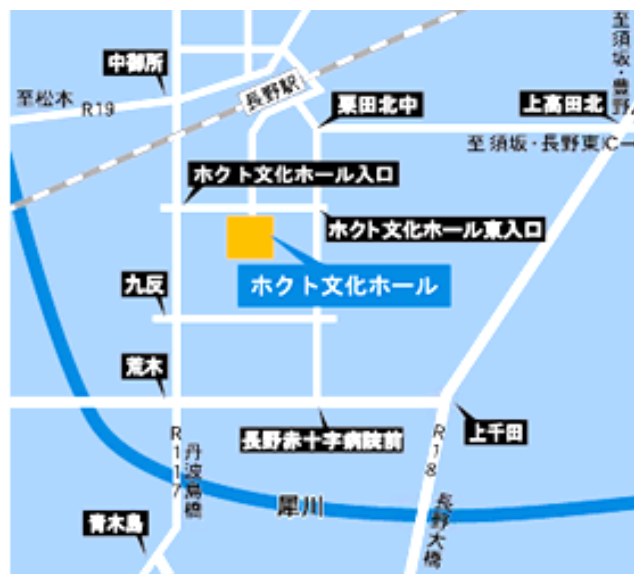 中御所
至松本
R19
長野駅
栗田北中
上高田北
至須坂・豊野
至須坂・長野東IC
ホクト文化ホール入口
ホクト文化ホール東入口
ホクト文化ホール
九反
荒木
長野赤十字病院前
上千田
R117
丹波島橋
R18
長野大橋
犀川
青木島